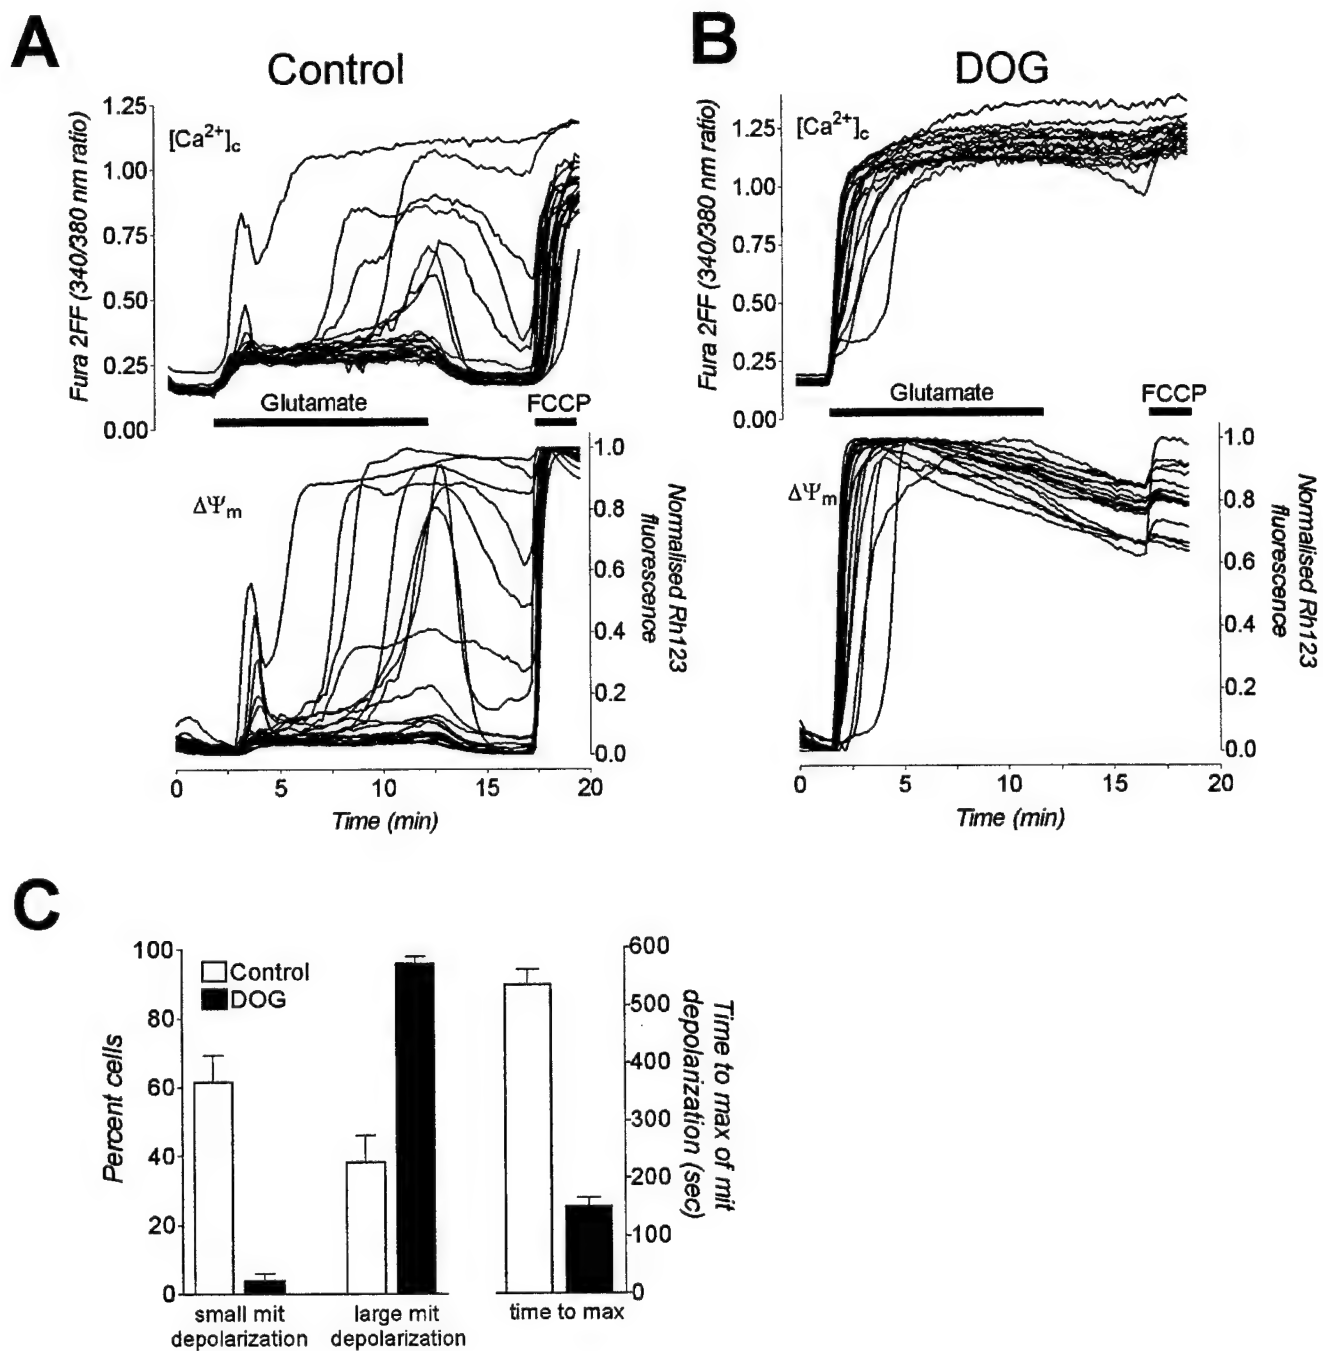 A
Control
Fura 2FF (340/380 nm ratio)
1.25
1.00
0.75
0.50
0.25
0.00
[Ca²⁺]c
Glutamate
FCCP
ΔΨm
1.0
0.8
0.6
0.4
0.2
0.0
Normalised Rh123
fluorescence
0 5 10 15 20
Time (min)
B
DOG
Fura 2FF (340/380 nm ratio)
1.25
1.00
0.75
0.50
0.25
0.00
[Ca²⁺]c
Glutamate
FCCP
ΔΨm
1.0
0.8
0.6
0.4
0.2
0.0
Normalised Rh123
fluorescence
0 5 10 15 20
Time (min)
C
Percent cells
100
80
60
40
20
0
Control
DOG
600
500
400
300
200
100
0
Time to max of mit
depolarization (sec)
small mit
depolarization
large mit
depolarization
time to max